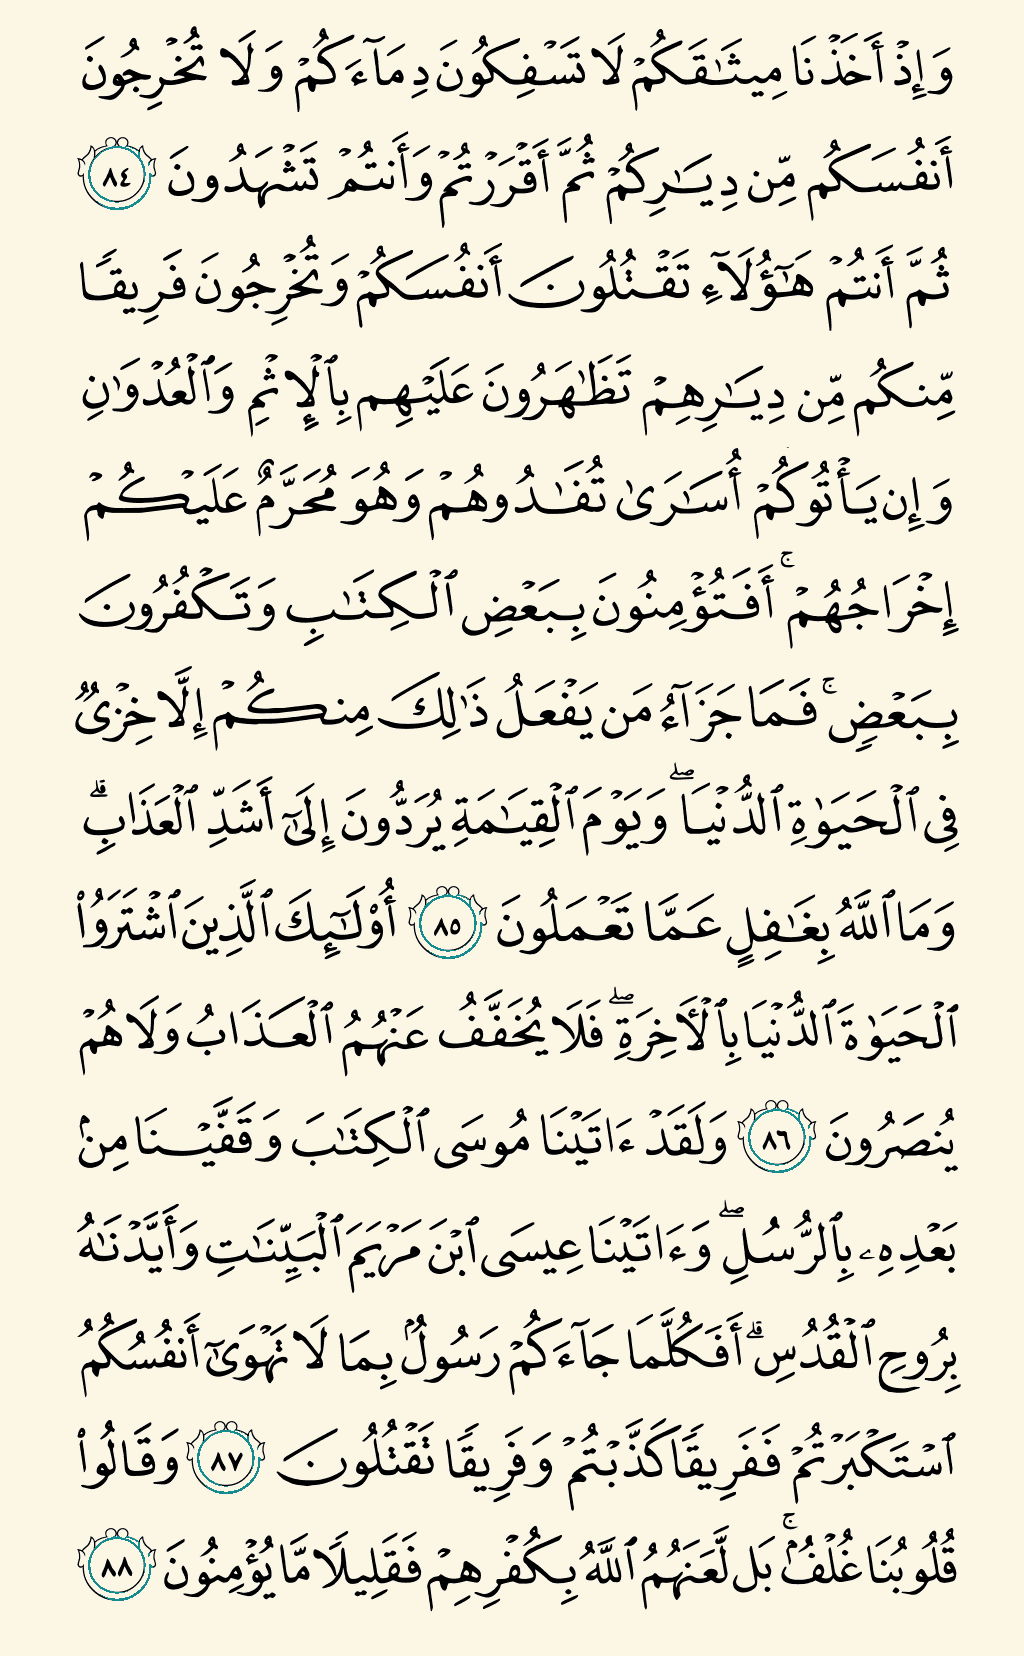 وَإِذْ أَخَذْنَا مِيثَـٰقَكُمْ لَا تَسْفِكُونَ دِمَآءَكُمْ وَلَا تُخْرِجُونَ
أَنفُسَكُم مِّن دِيَـٰرِكُمْ ثُمَّ أَقْرَرْتُمْ وَأَنتُمْ تَشْهَدُونَ ٨٤
ثُمَّ أَنتُمْ هَـٰٓؤُلَآءِ تَقْتُلُونَ أَنفُسَكُمْ وَتُخْرِجُونَ فَرِيقًا
مِّنكُم مِّن دِيَـٰرِهِمْ تَظَـٰهَرُونَ عَلَيْهِم بِٱلْإِثْمِ وَٱلْعُدْوَٰنِ
وَإِن يَأْتُوكُمْ أُسَـٰرَىٰ تُفَـٰدُوهُمْ وَهُوَ مُحَرَّمٌ عَلَيْكُمْ
إِخْرَاجُهُمْ ۚ أَفَتُؤْمِنُونَ بِبَعْضِ ٱلْكِتَـٰبِ وَتَكْفُرُونَ
بِبَعْضٍ ۚ فَمَا جَزَآءُ مَن يَفْعَلُ ذَٰلِكَ مِنكُمْ إِلَّا خِزْىٌ
فِى ٱلْحَيَوٰةِ ٱلدُّنْيَا ۖ وَيَوْمَ ٱلْقِيَـٰمَةِ يُرَدُّونَ إِلَىٰٓ أَشَدِّ ٱلْعَذَابِ ۗ
وَمَا ٱللَّهُ بِغَـٰفِلٍ عَمَّا تَعْمَلُونَ ٨٥ أُو۟لَـٰٓئِكَ ٱلَّذِينَ ٱشْتَرَوُا۟
ٱلْحَيَوٰةَ ٱلدُّنْيَا بِٱلْـَٔاخِرَةِ ۖ فَلَا يُخَفَّفُ عَنْهُمُ ٱلْعَذَابُ وَلَا هُمْ
يُنصَرُونَ ٨٦ وَلَقَدْ ءَاتَيْنَا مُوسَى ٱلْكِتَـٰبَ وَقَفَّيْنَا مِنۢ
بَعْدِهِۦ بِٱلرُّسُلِ ۖ وَءَاتَيْنَا عِيسَى ٱبْنَ مَرْيَمَ ٱلْبَيِّنَـٰتِ وَأَيَّدْنَـٰهُ
بِرُوحِ ٱلْقُدُسِ ۗ أَفَكُلَّمَا جَآءَكُمْ رَسُولٌۢ بِمَا لَا تَهْوَىٰٓ أَنفُسُكُمُ
ٱسْتَكْبَرْتُمْ فَفَرِيقًا كَذَّبْتُمْ وَفَرِيقًا تَقْتُلُونَ ٨٧ وَقَالُوا۟
قُلُوبُنَا غُلْفٌۢ ۚ بَل لَّعَنَهُمُ ٱللَّهُ بِكُفْرِهِمْ فَقَلِيلًا مَّا يُؤْمِنُونَ ٨٨